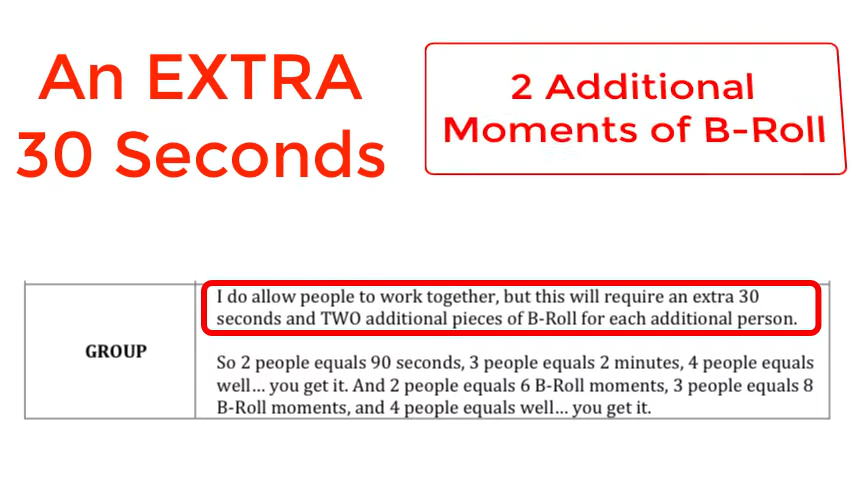 An EXTRA
30 Seconds
2 Additional
Moments of B-Roll
GROUP
I do allow people to work together, but this will require an extra 30
seconds and TWO additional pieces of B-Roll for each additional person.
So 2 people equals 90 seconds, 3 people equals 2 minutes, 4 people equals
well... you get it. And 2 people equals 6 B-Roll moments, 3 people equals 8
B-Roll moments, and 4 people equals well... you get it.